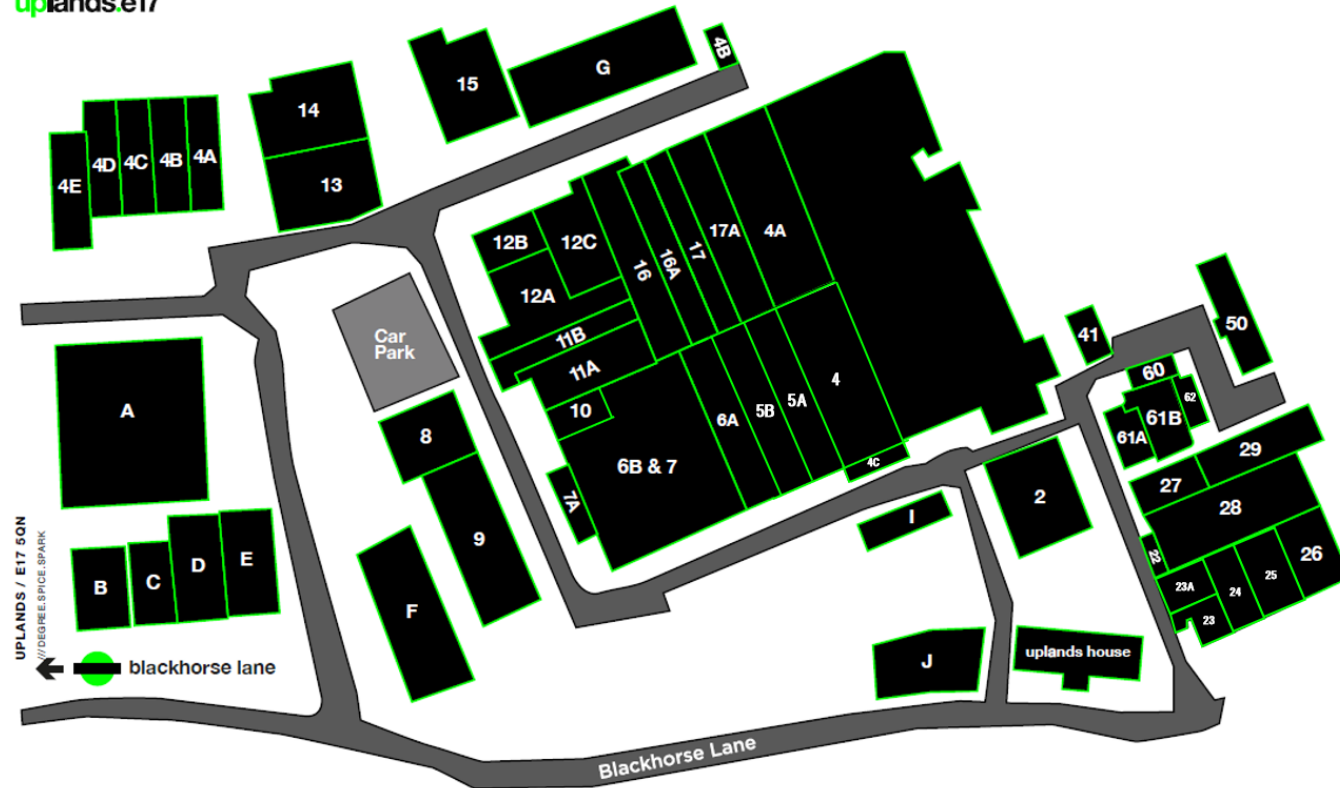 uplands.e17
4B
15
G
14
13
4E
4D
4C
4B
4A
12B
12C
12A
16
16A
17
17A
4A
11B
11A
10
Car
Park
A
8
9
6B & 7
7A
6A
5B
5A
4
4C
41
50
60
61A
61B
62
29
27
28
2
22
23A
23
24
25
26
I
B
C
D
E
F
J
uplands house
UPLANDS / E17 5QN
///DEGREE.SPICE.SPARK
blackhorse lane
Blackhorse Lane